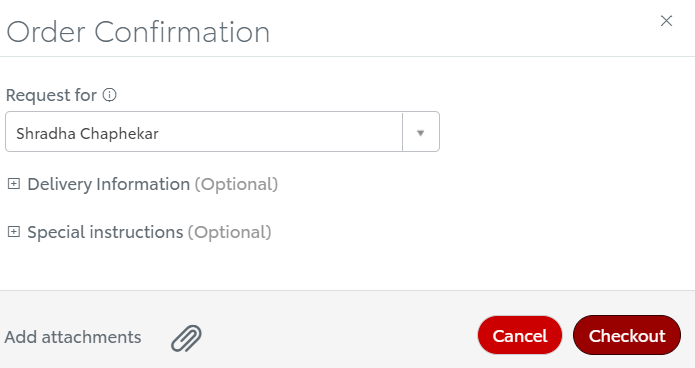 Order Confirmation
Request for
Shradha Chaphekar
Delivery Information (Optional)
Special instructions (Optional)
Add attachments
Cancel
Checkout